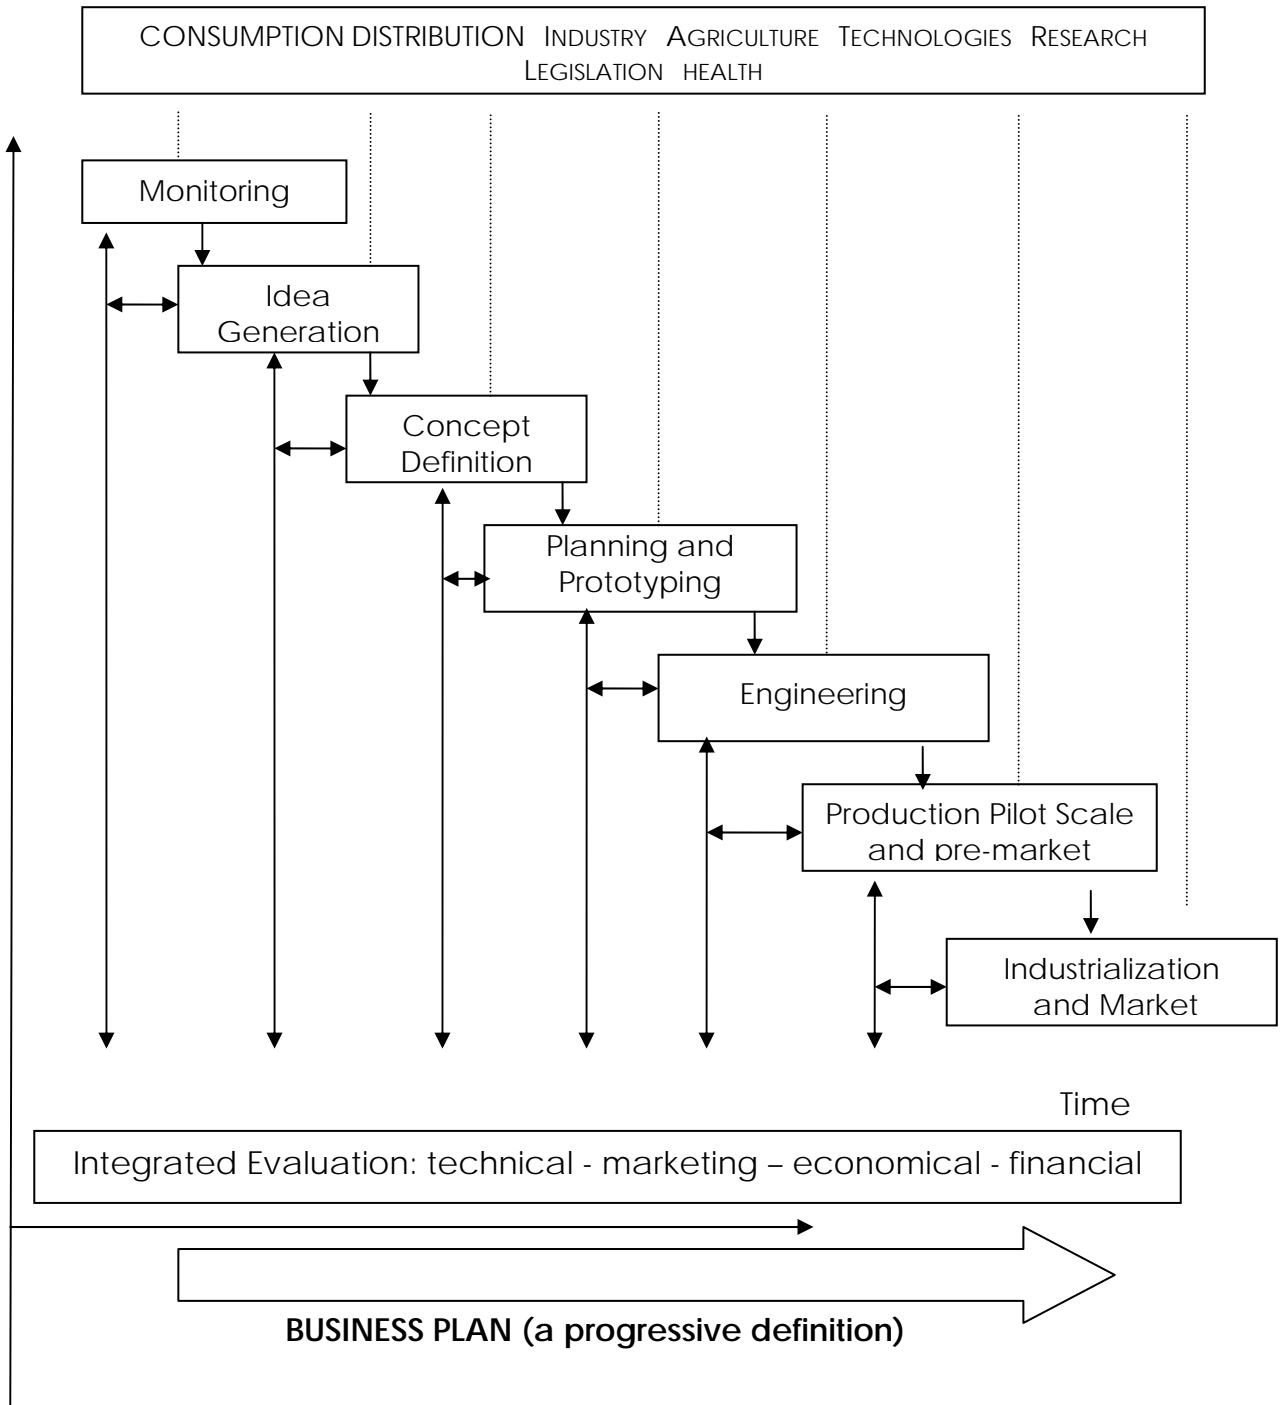 CONSUMPTION DISTRIBUTION INDUSTRY AGRICULTURE TECHNOLOGIES RESEARCH
LEGISLATION HEALTH
Monitoring
Idea
Generation
Concept
Definition
Planning and
Prototyping
Engineering
Production Pilot Scale
and pre-market
Industrialization
and Market
Time
Integrated Evaluation: technical - marketing – economical - financial
BUSINESS PLAN (a progressive definition)